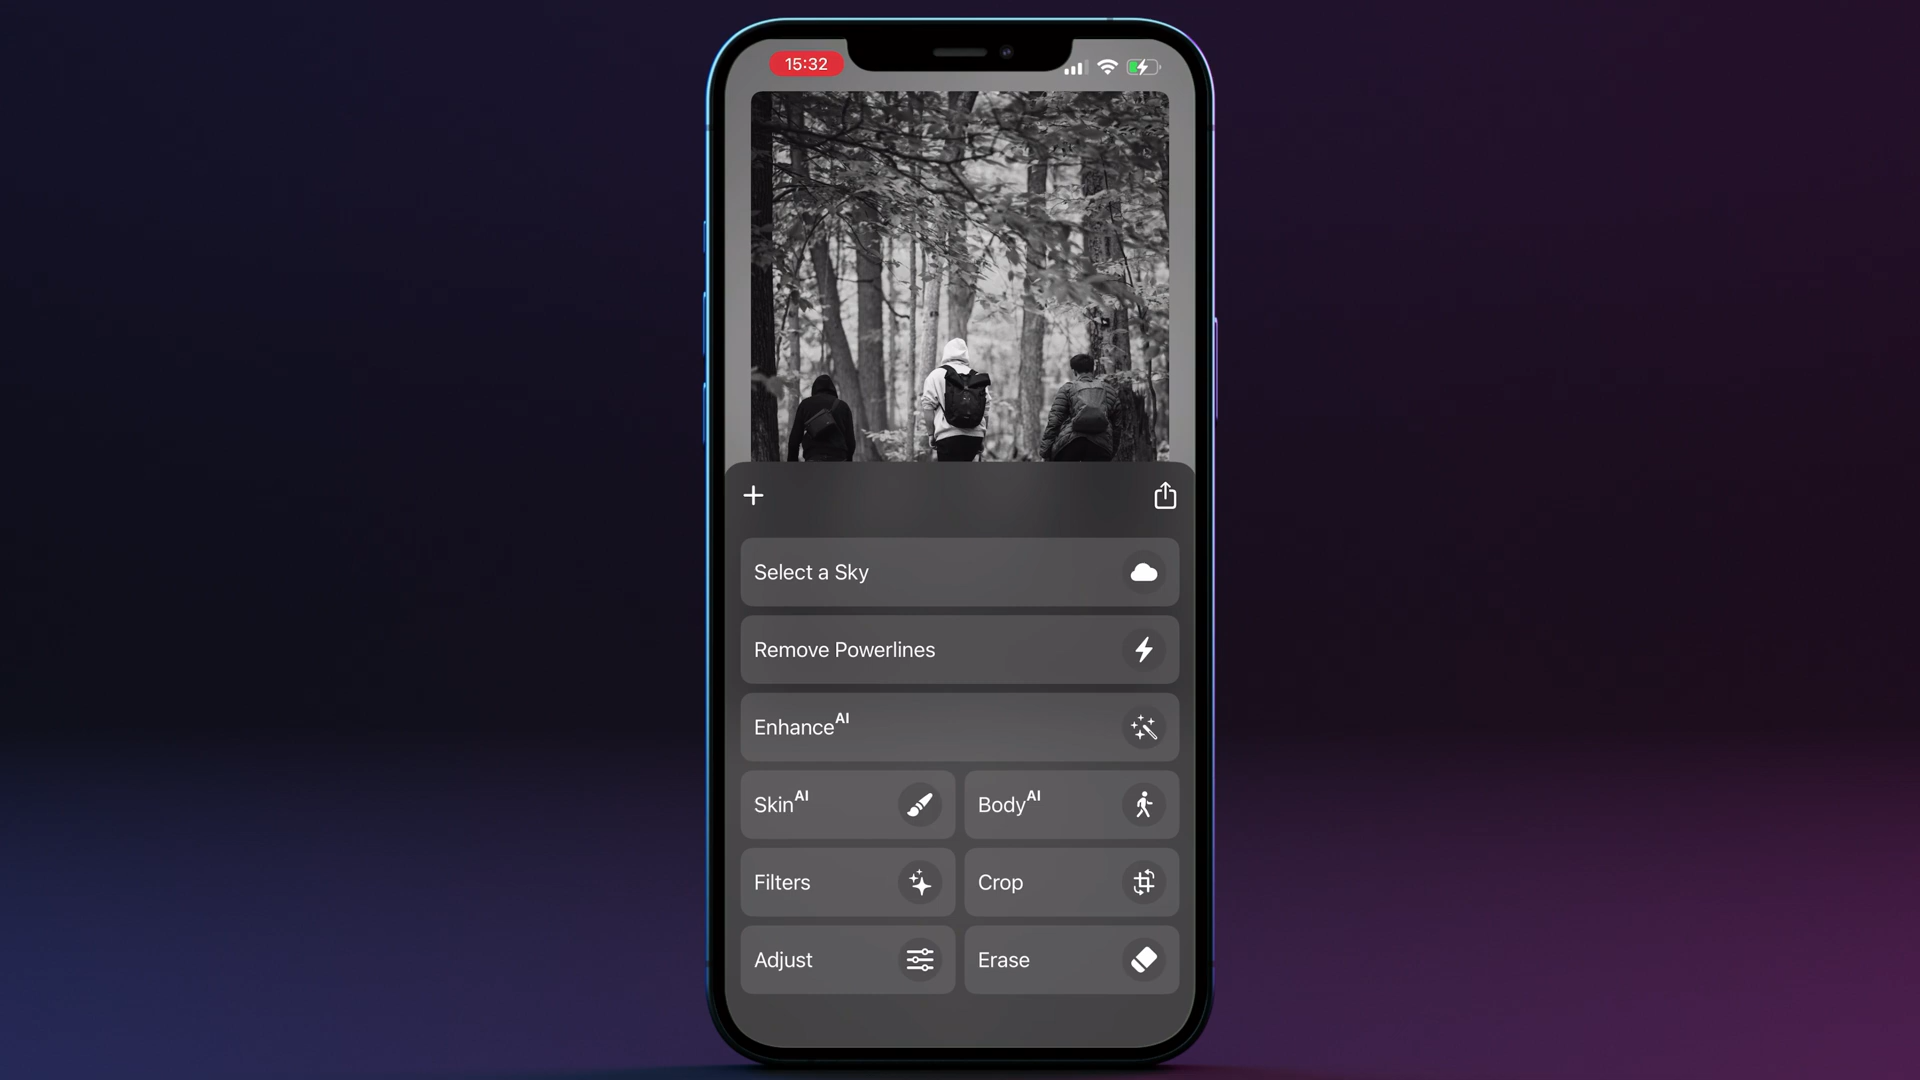 15:32
Select a Sky
Remove Powerlines
EnhanceAI
SkinAI
BodyAI
Filters
Crop
Adjust
Erase